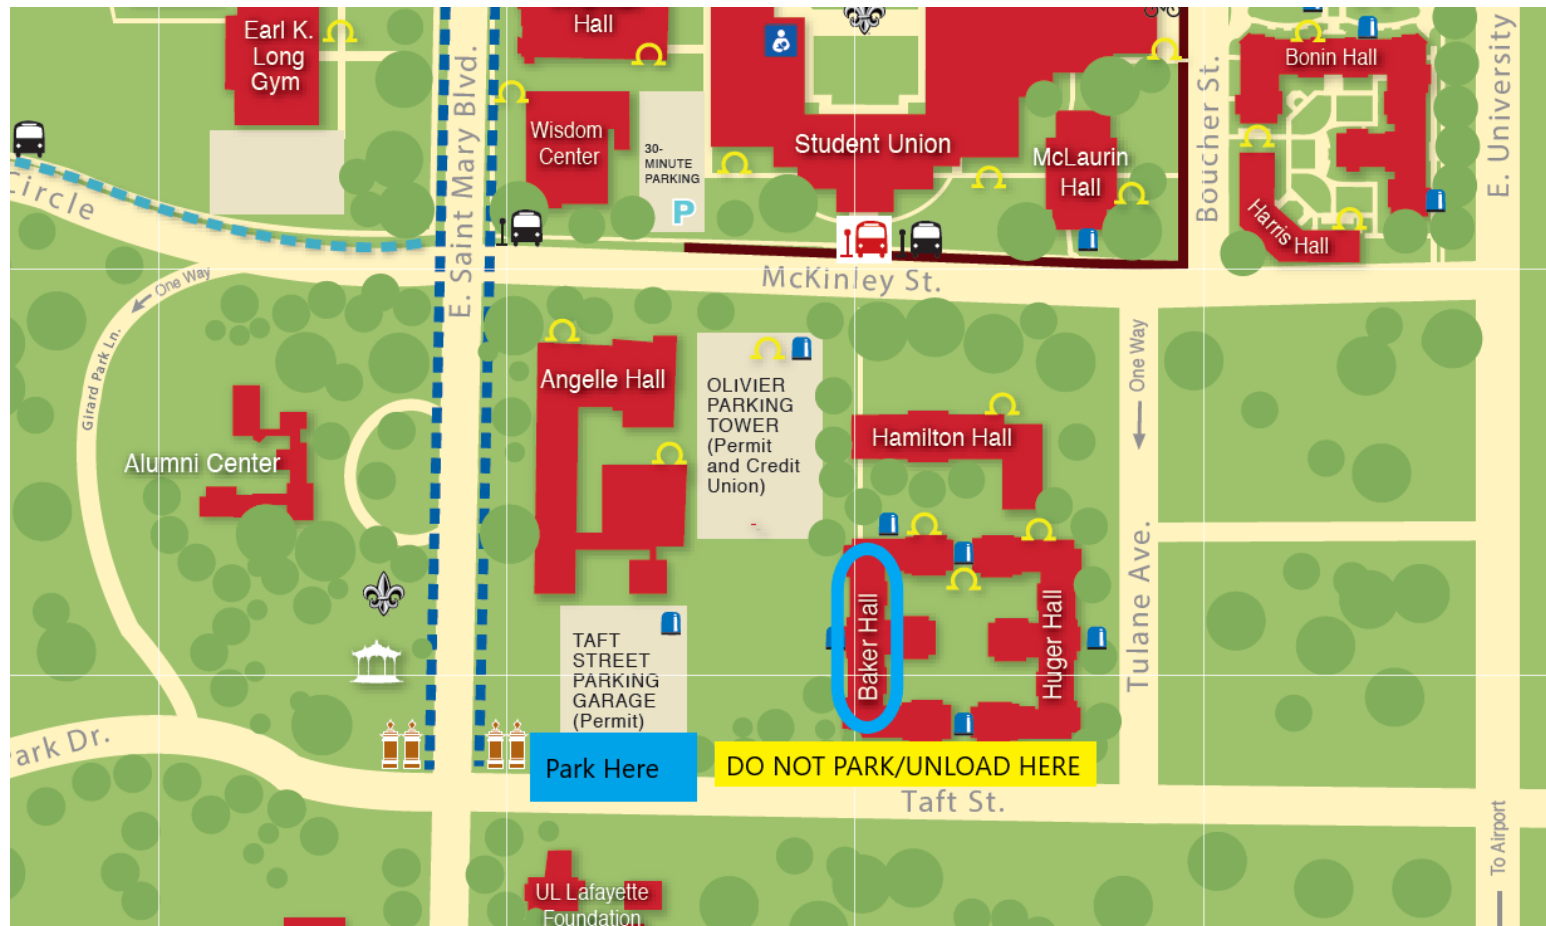 Earl K.
Long
Gym
Hall
Bonin Hall
E. University
Boucher St.
E. Saint Mary Blvd.
Wisdom
Center
30-
MINUTE
PARKING
P
Student Union
McLaurin
Hall
Harris
Hall
Circle
McKinley St.
One Way
Girard Park Ln.
One Way
Angelle Hall
OLIVIER
PARKING
TOWER
(Permit
and Credit
Union)
Hamilton Hall
Alumni Center
Tulane Ave.
Baker Hall
Huger Hall
TAFT
STREET
PARKING
GARAGE
(Permit)
ark Dr.
Park Here
DO NOT PARK/UNLOAD HERE
Taft St.
To Airport
UL Lafayette
Foundation